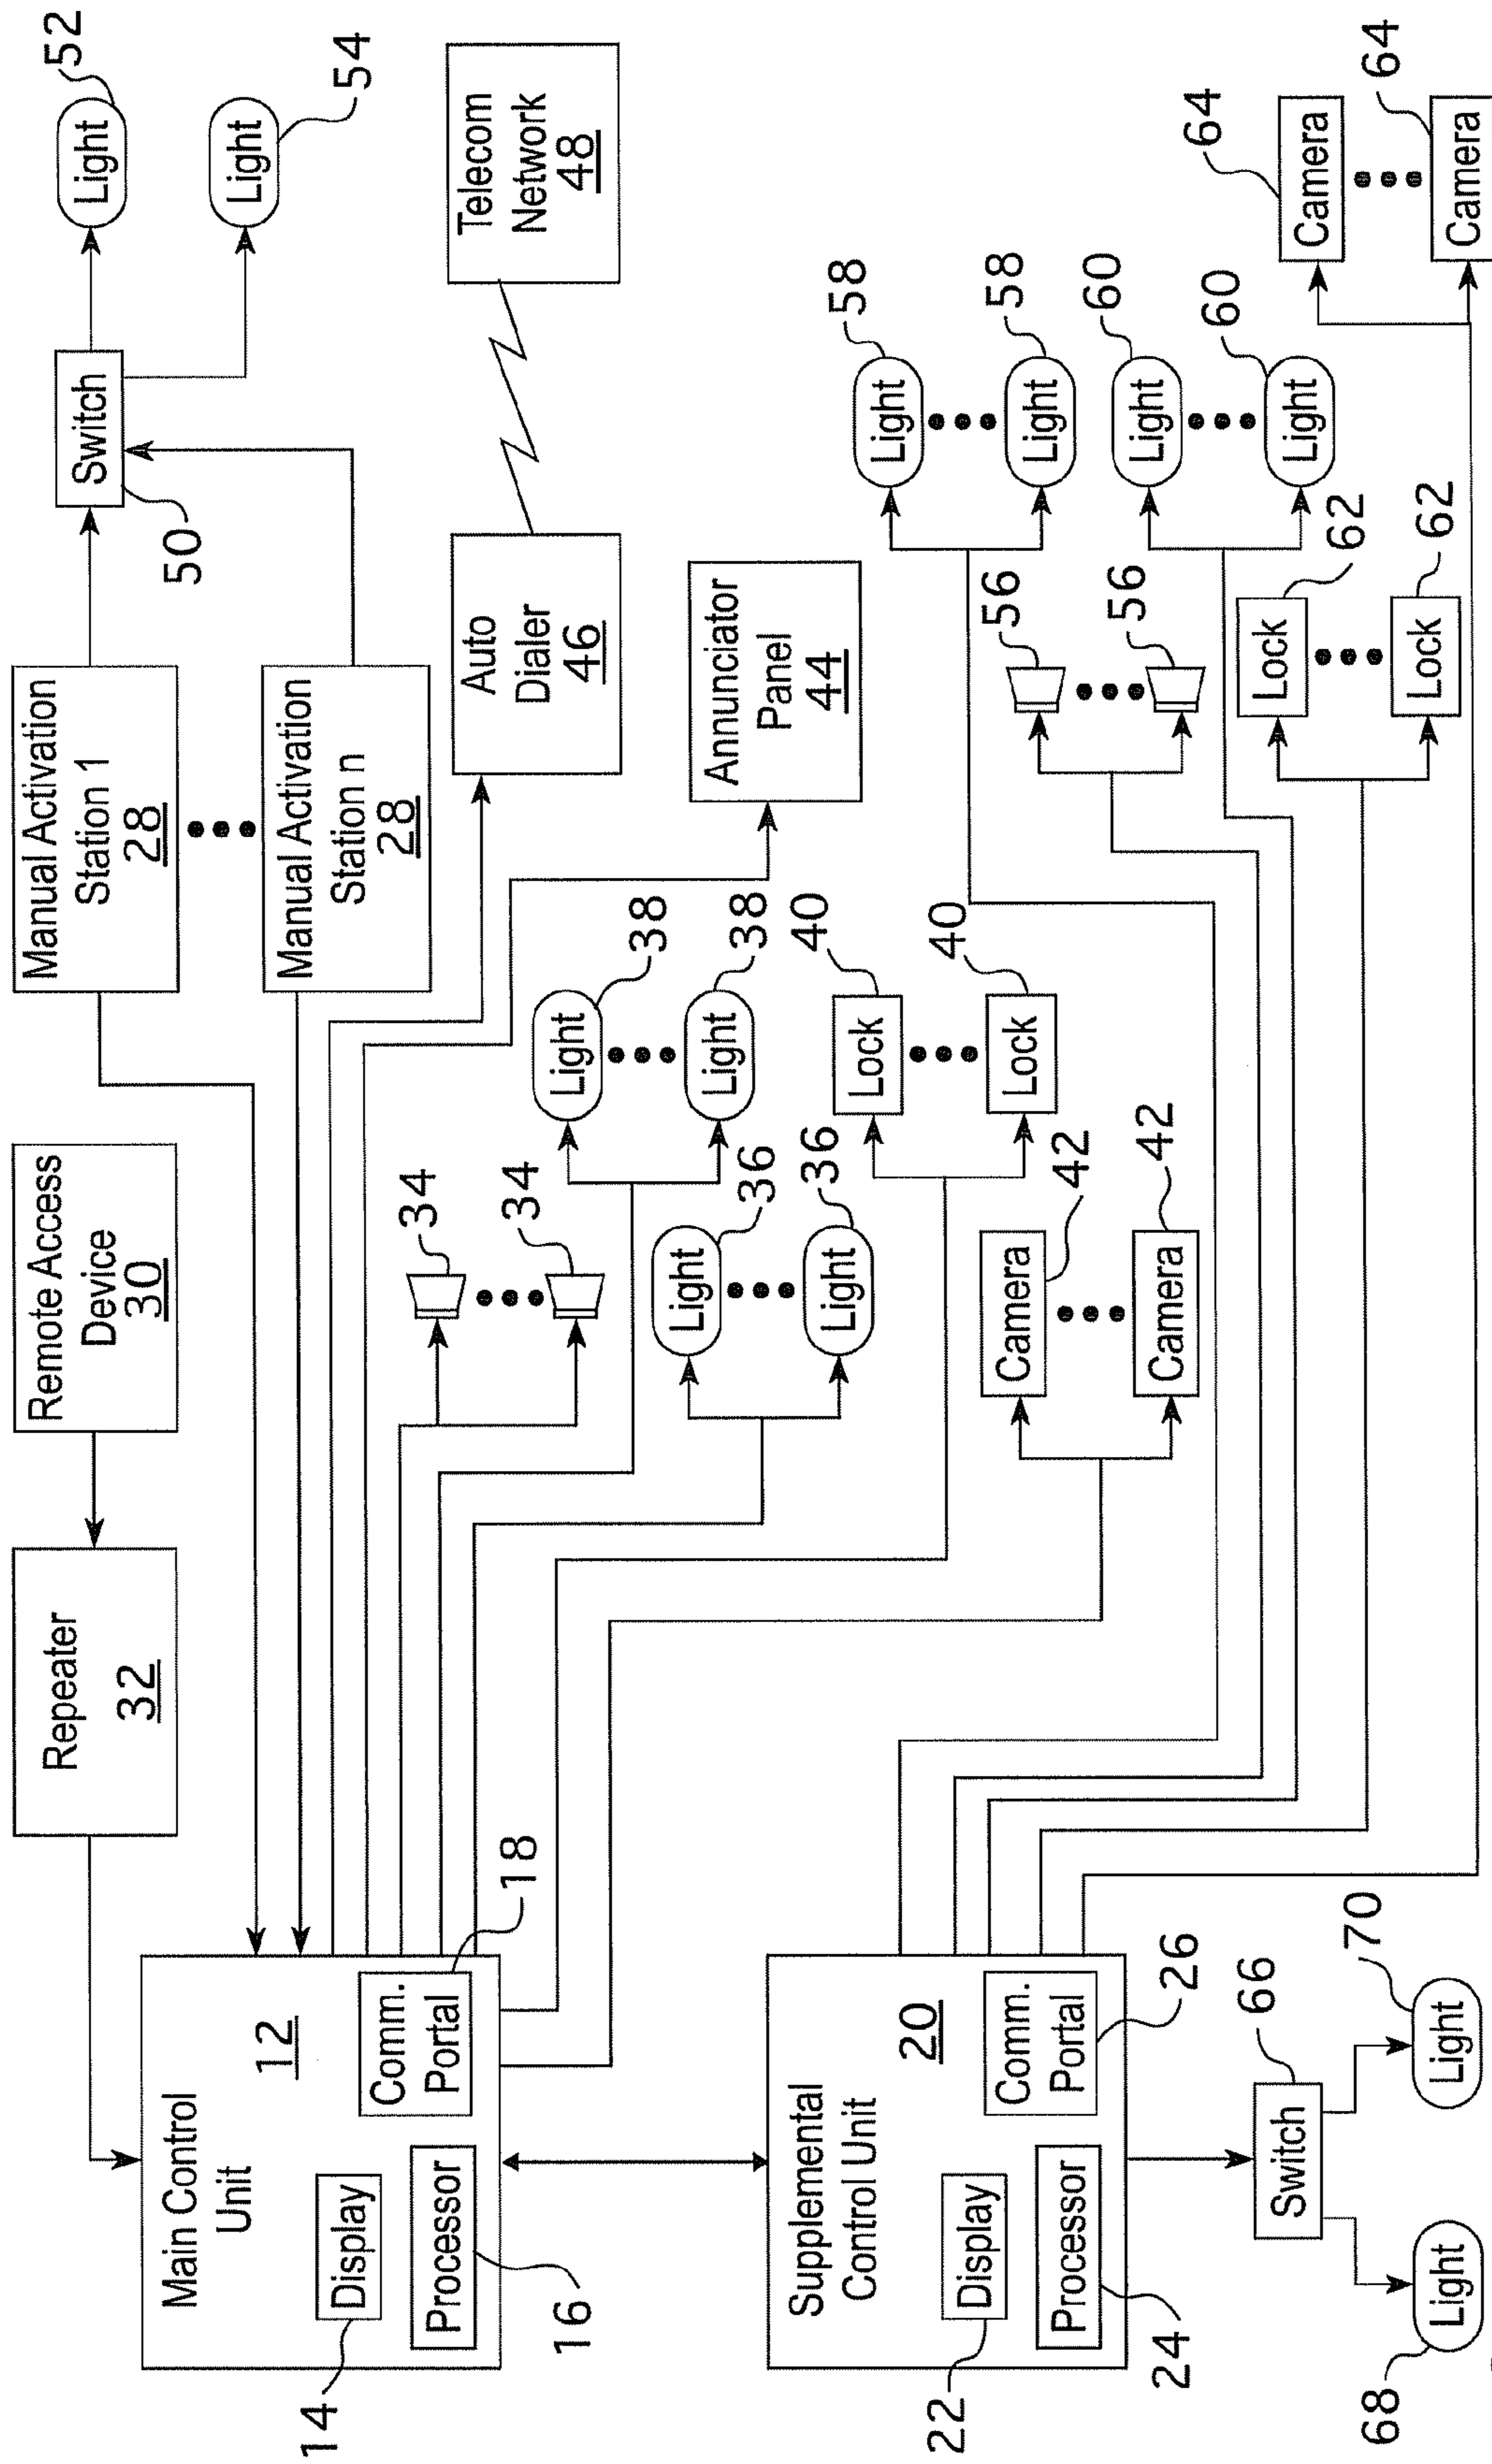 Main Control
Unit
12
Display
14
Processor
16
Comm.
Portal
18
Repeater
32
Remote Access
Device
30
Manual Activation
Station 1
28
Manual Activation
Station n
28
Switch
50
Light
52
Light
54
Auto
Dialer
46
Telecom
Network
48
Annunciator
Panel
44
34
34
Light
38
Light
38
Light
36
Light
36
Lock
40
Lock
40
Camera
42
Camera
42
Supplemental
Control Unit
20
Display
22
Processor
24
Comm.
Portal
26
Light
58
Light
58
56
56
Light
60
Light
60
Lock
62
Lock
62
Camera
64
Camera
64
Switch
66
Light
68
Light
70